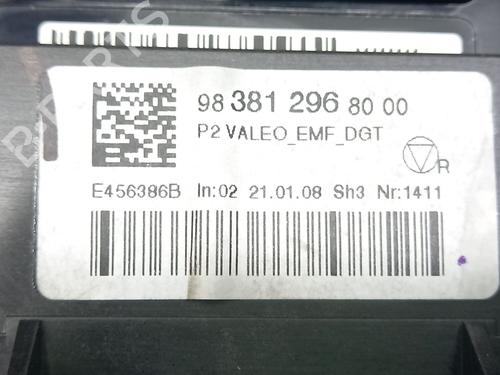 98 381 296 80 00
P2 VALEO_EMF_DGT
R
E456386B In:02 21.01.08 Sh3 Nr:1411